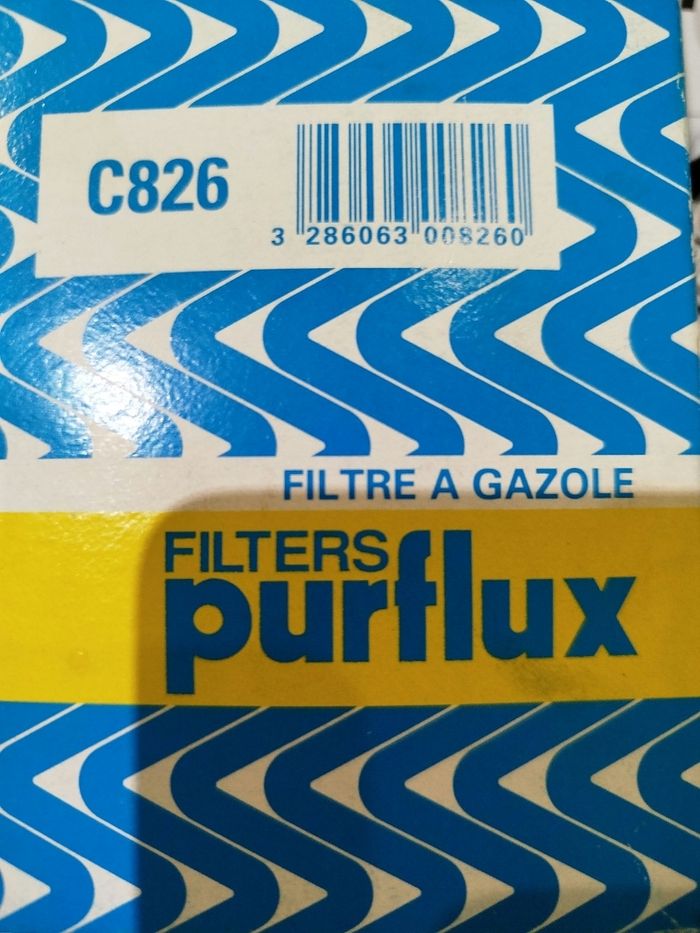 C826
3 286063 008260
FILTRE A GAZOLE
FILTERS
purflux